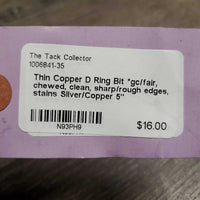 The Tack Collector
1006841-35
Thin Copper D Ring Bit *gc/fair,
chewed, clean, sharp/rough edges,
stains Silver/Copper 5"
N93PH9
$16.00